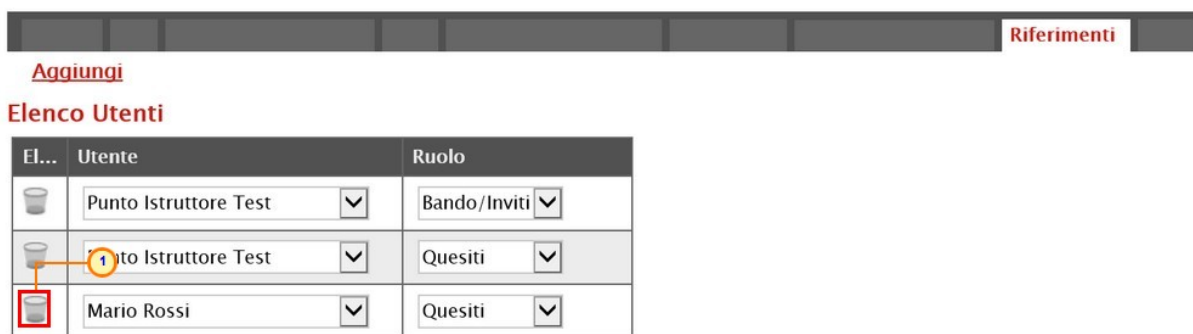 Riferimenti
Aggiungi
Elenco Utenti
El... Utente Ruolo
Punto Istruttore Test Bando/Inviti
1 nto Istruttore Test Quesiti
Mario Rossi Quesiti